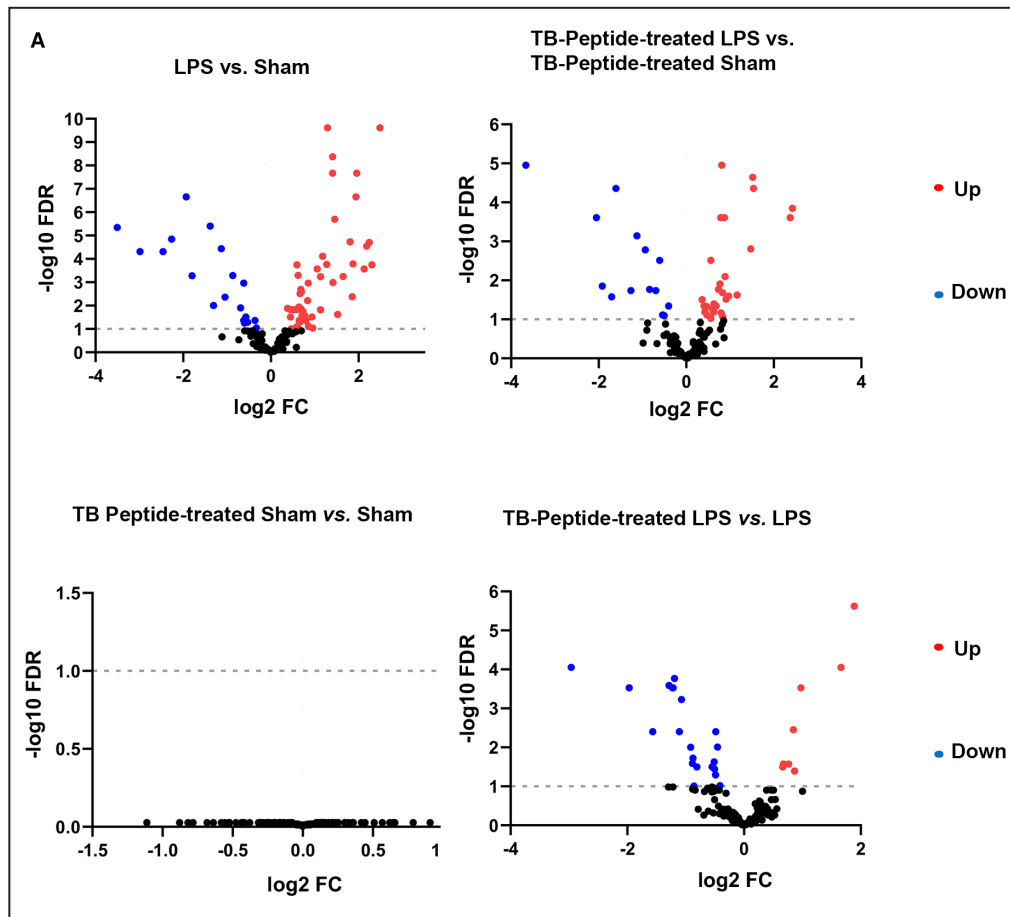 A
LPS vs. Sham
10
9
8
7
6
5
4
3
2
1
0
-log10 FDR
-4
-2
0
2
log2 FC
TB-Peptide-treated LPS vs.
TB-Peptide-treated Sham
6
5
4
3
2
1
0
-log10 FDR
-4
-2
0
2
4
log2 FC
Up
Down
TB Peptide-treated Sham vs. Sham
1.5
1.0
0.5
0.0
-log10 FDR
-1.5
-1.0
-0.5
0.0
0.5
1
log2 FC
TB-Peptide-treated LPS vs. LPS
6
5
4
3
2
1
0
-log10 FDR
-4
-2
0
2
log2 FC
Up
Down